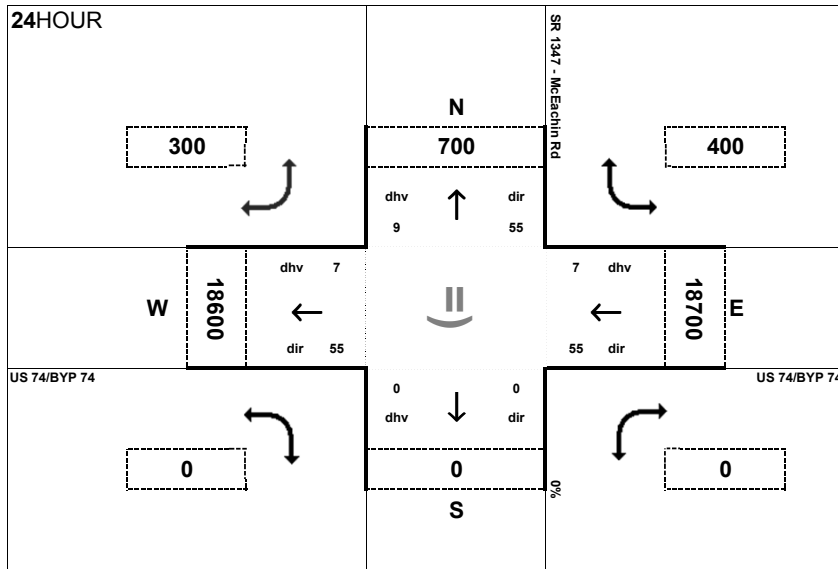 24HOUR
SR 1347 - McEachin Rd
N
300
700
400
dhv dir
9 55
dhv 7
7 dhv
W
18600
18700
E
dir 55
55 dir
US 74/BYP 74
US 74/BYP 74
0 0
dhv dir
0
0
0
0%
S